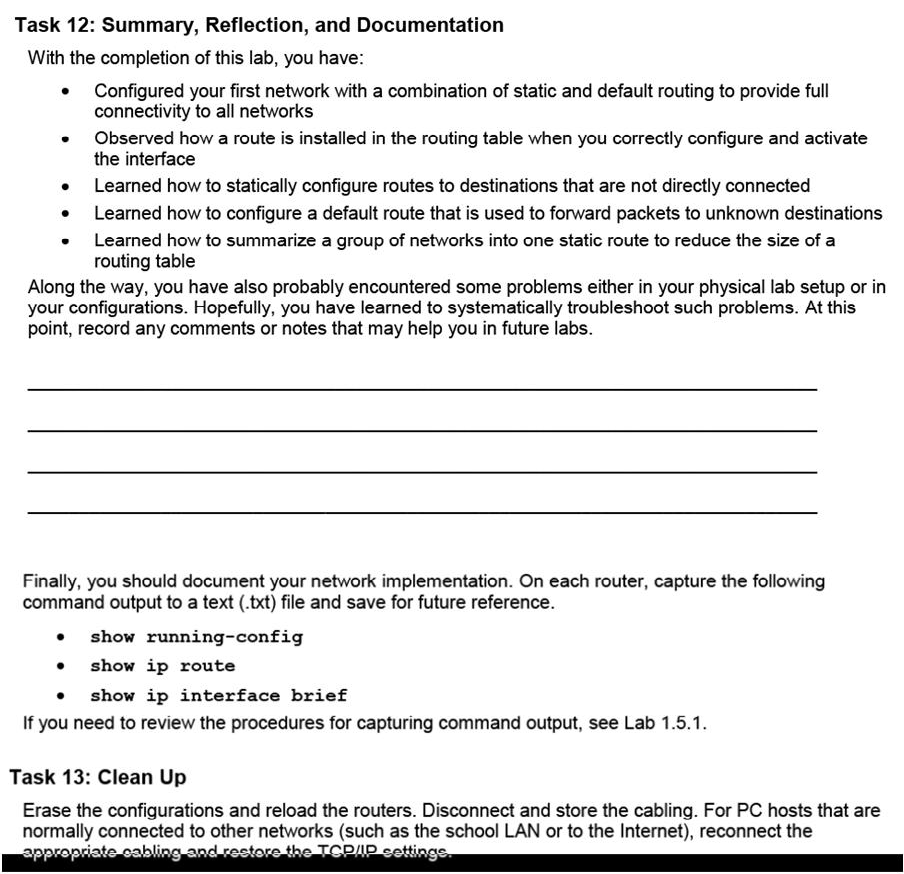 Task 12: Summary, Reflection, and Documentation
With the completion of this lab, you have:
• Configured your first network with a combination of static and default routing to provide full
connectivity to all networks
• Observed how a route is installed in the routing table when you correctly configure and activate
the interface
• Learned how to statically configure routes to destinations that are not directly connected
• Learned how to configure a default route that is used to forward packets to unknown destinations
• Learned how to summarize a group of networks into one static route to reduce the size of a
routing table
Along the way, you have also probably encountered some problems either in your physical lab setup or in
your configurations. Hopefully, you have learned to systematically troubleshoot such problems. At this
point, record any comments or notes that may help you in future labs.
Finally, you should document your network implementation. On each router, capture the following
command output to a text (.txt) file and save for future reference.
• show running-config
• show ip route
• show ip interface brief
If you need to review the procedures for capturing command output, see Lab 1.5.1.
Task 13: Clean Up
Erase the configurations and reload the routers. Disconnect and store the cabling. For PC hosts that are
normally connected to other networks (such as the school LAN or to the Internet), reconnect the
appropriate cabling and restore the TCP/IP settings.